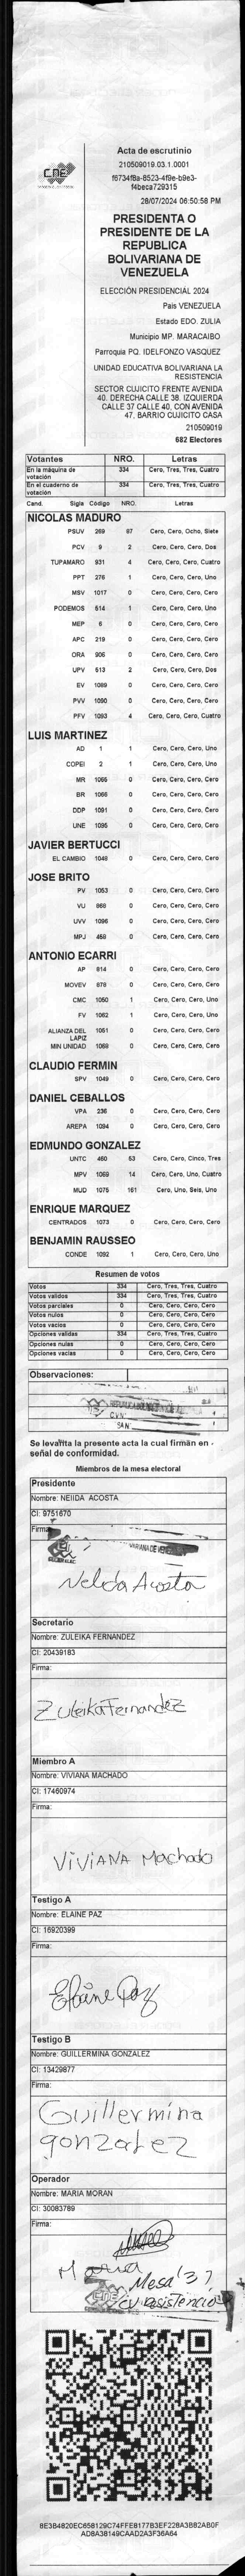 CNE
Acta de escrutinio
210509019.03.1.0001
f6734f8a-8523-4f9e-b9e3-
f4beca729315
28/07/2024 06:50:58 PM
PRESIDENTA O
PRESIDENTE DE LA
REPUBLICA
BOLIVARIANA DE
VENEZUELA
ELECCIÓN PRESIDENCIAL 2024
Pais VENEZUELA
Estado EDO. ZULIA
Municipio MP. MARACAIBO
Parroquia PQ. IDELFONZO VASQUEZ
UNIDAD EDUCATIVA BOLIVARIANA LA
RESISTENCIA
SECTOR CUJICITO FRENTE AVENIDA
40. DERECHA CALLE 38. IZQUIERDA
CALLE 37 CALLE 40, CON AVENIDA
47, BARRIO CUJICITO CASA
210509019
682 Electores
Votantes NRO. Letras
En la máquina de votación 334 Cero, Tres, Tres, Cuatro
En el cuaderno de votación 334 Cero, Tres, Tres, Cuatro
Cand. Sigla Código NRO. Letras
NICOLAS MADURO
PSUV 269 87 Cero, Cero, Ocho, Siete
PCV 9 2 Cero, Cero, Cero, Dos
TUPAMARO 931 4 Cero, Cero, Cero, Cuatro
PPT 276 1 Cero, Cero, Cero, Uno
MSV 1017 0 Cero, Cero, Cero, Cero
PODEMOS 514 1 Cero, Cero, Cero, Uno
MEP 6 0 Cero, Cero, Cero, Cero
APC 219 0 Cero, Cero, Cero, Cero
ORA 906 0 Cero, Cero, Cero, Cero
UPV 513 2 Cero, Cero, Cero, Dos
EV 1089 0 Cero, Cero, Cero, Cero
PVV 1090 0 Cero, Cero, Cero, Cero
PFV 1093 4 Cero, Cero, Cero, Cuatro
LUIS MARTINEZ
AD 1 1 Cero, Cero, Cero, Uno
COPEI 2 1 Cero, Cero, Cero, Uno
MR 1065 0 Cero, Cero, Cero, Cero
BR 1066 0 Cero, Cero, Cero, Cero
DDP 1091 0 Cero, Cero, Cero, Cero
UNE 1095 0 Cero, Cero, Cero, Cero
JAVIER BERTUCCI
EL CAMBIO 1048 0 Cero, Cero, Cero, Cero
JOSE BRITO
PV 1053 0 Cero, Cero, Cero, Cero
VU 868 0 Cero, Cero, Cero, Cero
UVV 1096 0 Cero, Cero, Cero, Cero
MPJ 459 0 Cero, Cero, Cero, Cero
ANTONIO ECARRI
AP 814 0 Cero, Cero, Cero, Cero
MOVEV 878 0 Cero, Cero, Cero, Cero
CMC 1050 1 Cero, Cero, Cero, Uno
FV 1062 1 Cero, Cero, Cero, Uno
ALIANZA DEL LAPIZ 1051 0 Cero, Cero, Cero, Cero
MIN UNIDAD 1068 0 Cero, Cero, Cero, Cero
CLAUDIO FERMIN
SPV 1049 0 Cero, Cero, Cero, Cero
DANIEL CEBALLOS
VPA 236 0 Cero, Cero, Cero, Cero
AREPA 1094 0 Cero, Cero, Cero, Cero
EDMUNDO GONZALEZ
UNTC 460 53 Cero, Cero, Cinco, Tres
MPV 1069 14 Cero, Cero, Uno, Cuatro
MUD 1075 161 Cero, Uno, Seis, Uno
ENRIQUE MARQUEZ
CENTRADOS 1073 0 Cero, Cero, Cero, Cero
BENJAMIN RAUSSEO
CONDE 1092 1 Cero, Cero, Cero, Uno
Resumen de votos
Votos 334 Cero, Tres, Tres, Cuatro
Votos validos 334 Cero, Tres, Tres, Cuatro
Votos parciales 0 Cero, Cero, Cero, Cero
Votos nulos 0 Cero, Cero, Cero, Cero
Votos vacios 0 Cero, Cero, Cero, Cero
Opciones validas 334 Cero, Tres, Tres, Cuatro
Opciones nulas 0 Cero, Cero, Cero, Cero
Opciones vacias 0 Cero, Cero, Cero, Cero
Observaciones:
Se levanta la presente acta la cual firman en
señal de conformidad.
Miembros de la mesa electoral
Presidente
Nombre: NEIIDA ACOSTA
CI: 9751670
Firma:
Nelida Acosta
Secretario
Nombre: ZULEIKA FERNANDEZ
CI: 20439183
Firma:
Zuleika Fernandez
Miembro A
Nombre: VIVIANA MACHADO
CI: 17460974
Firma:
ViViANA Machado
Testigo A
Nombre: ELAINE PAZ
CI: 16920399
Firma:
Elaine Paz
Testigo B
Nombre: GUILLERMINA GONZALEZ
CI: 13429877
Firma:
Guillermina
gonzalez
Operador
Nombre: MARIA MORAN
CI: 30083789
Firma:
Maria
Mesa 3
8E3B4820EC658129C74FFE8177B3EF228A3B82AB0F
AD8A38149CAAD2A3F36A64